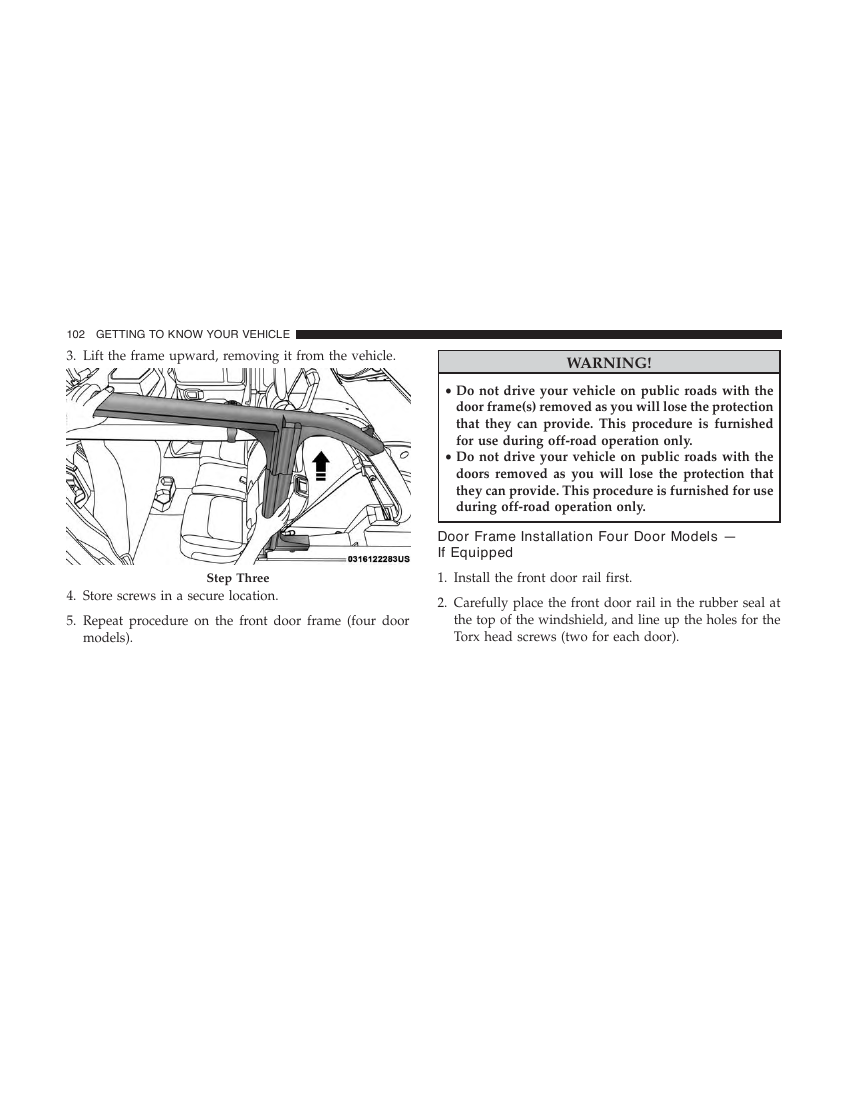 102 GETTING TO KNOW YOUR VEHICLE
3. Lift the frame upward, removing it from the vehicle.
0316122283US
Step Three
4. Store screws in a secure location.
5. Repeat procedure on the front door frame (four door
models).
WARNING!
• Do not drive your vehicle on public roads with the
door frame(s) removed as you will lose the protection
that they can provide. This procedure is furnished
for use during off-road operation only.
• Do not drive your vehicle on public roads with the
doors removed as you will lose the protection that
they can provide. This procedure is furnished for use
during off-road operation only.
Door Frame Installation Four Door Models —
If Equipped
1. Install the front door rail first.
2. Carefully place the front door rail in the rubber seal at
the top of the windshield, and line up the holes for the
Torx head screws (two for each door).